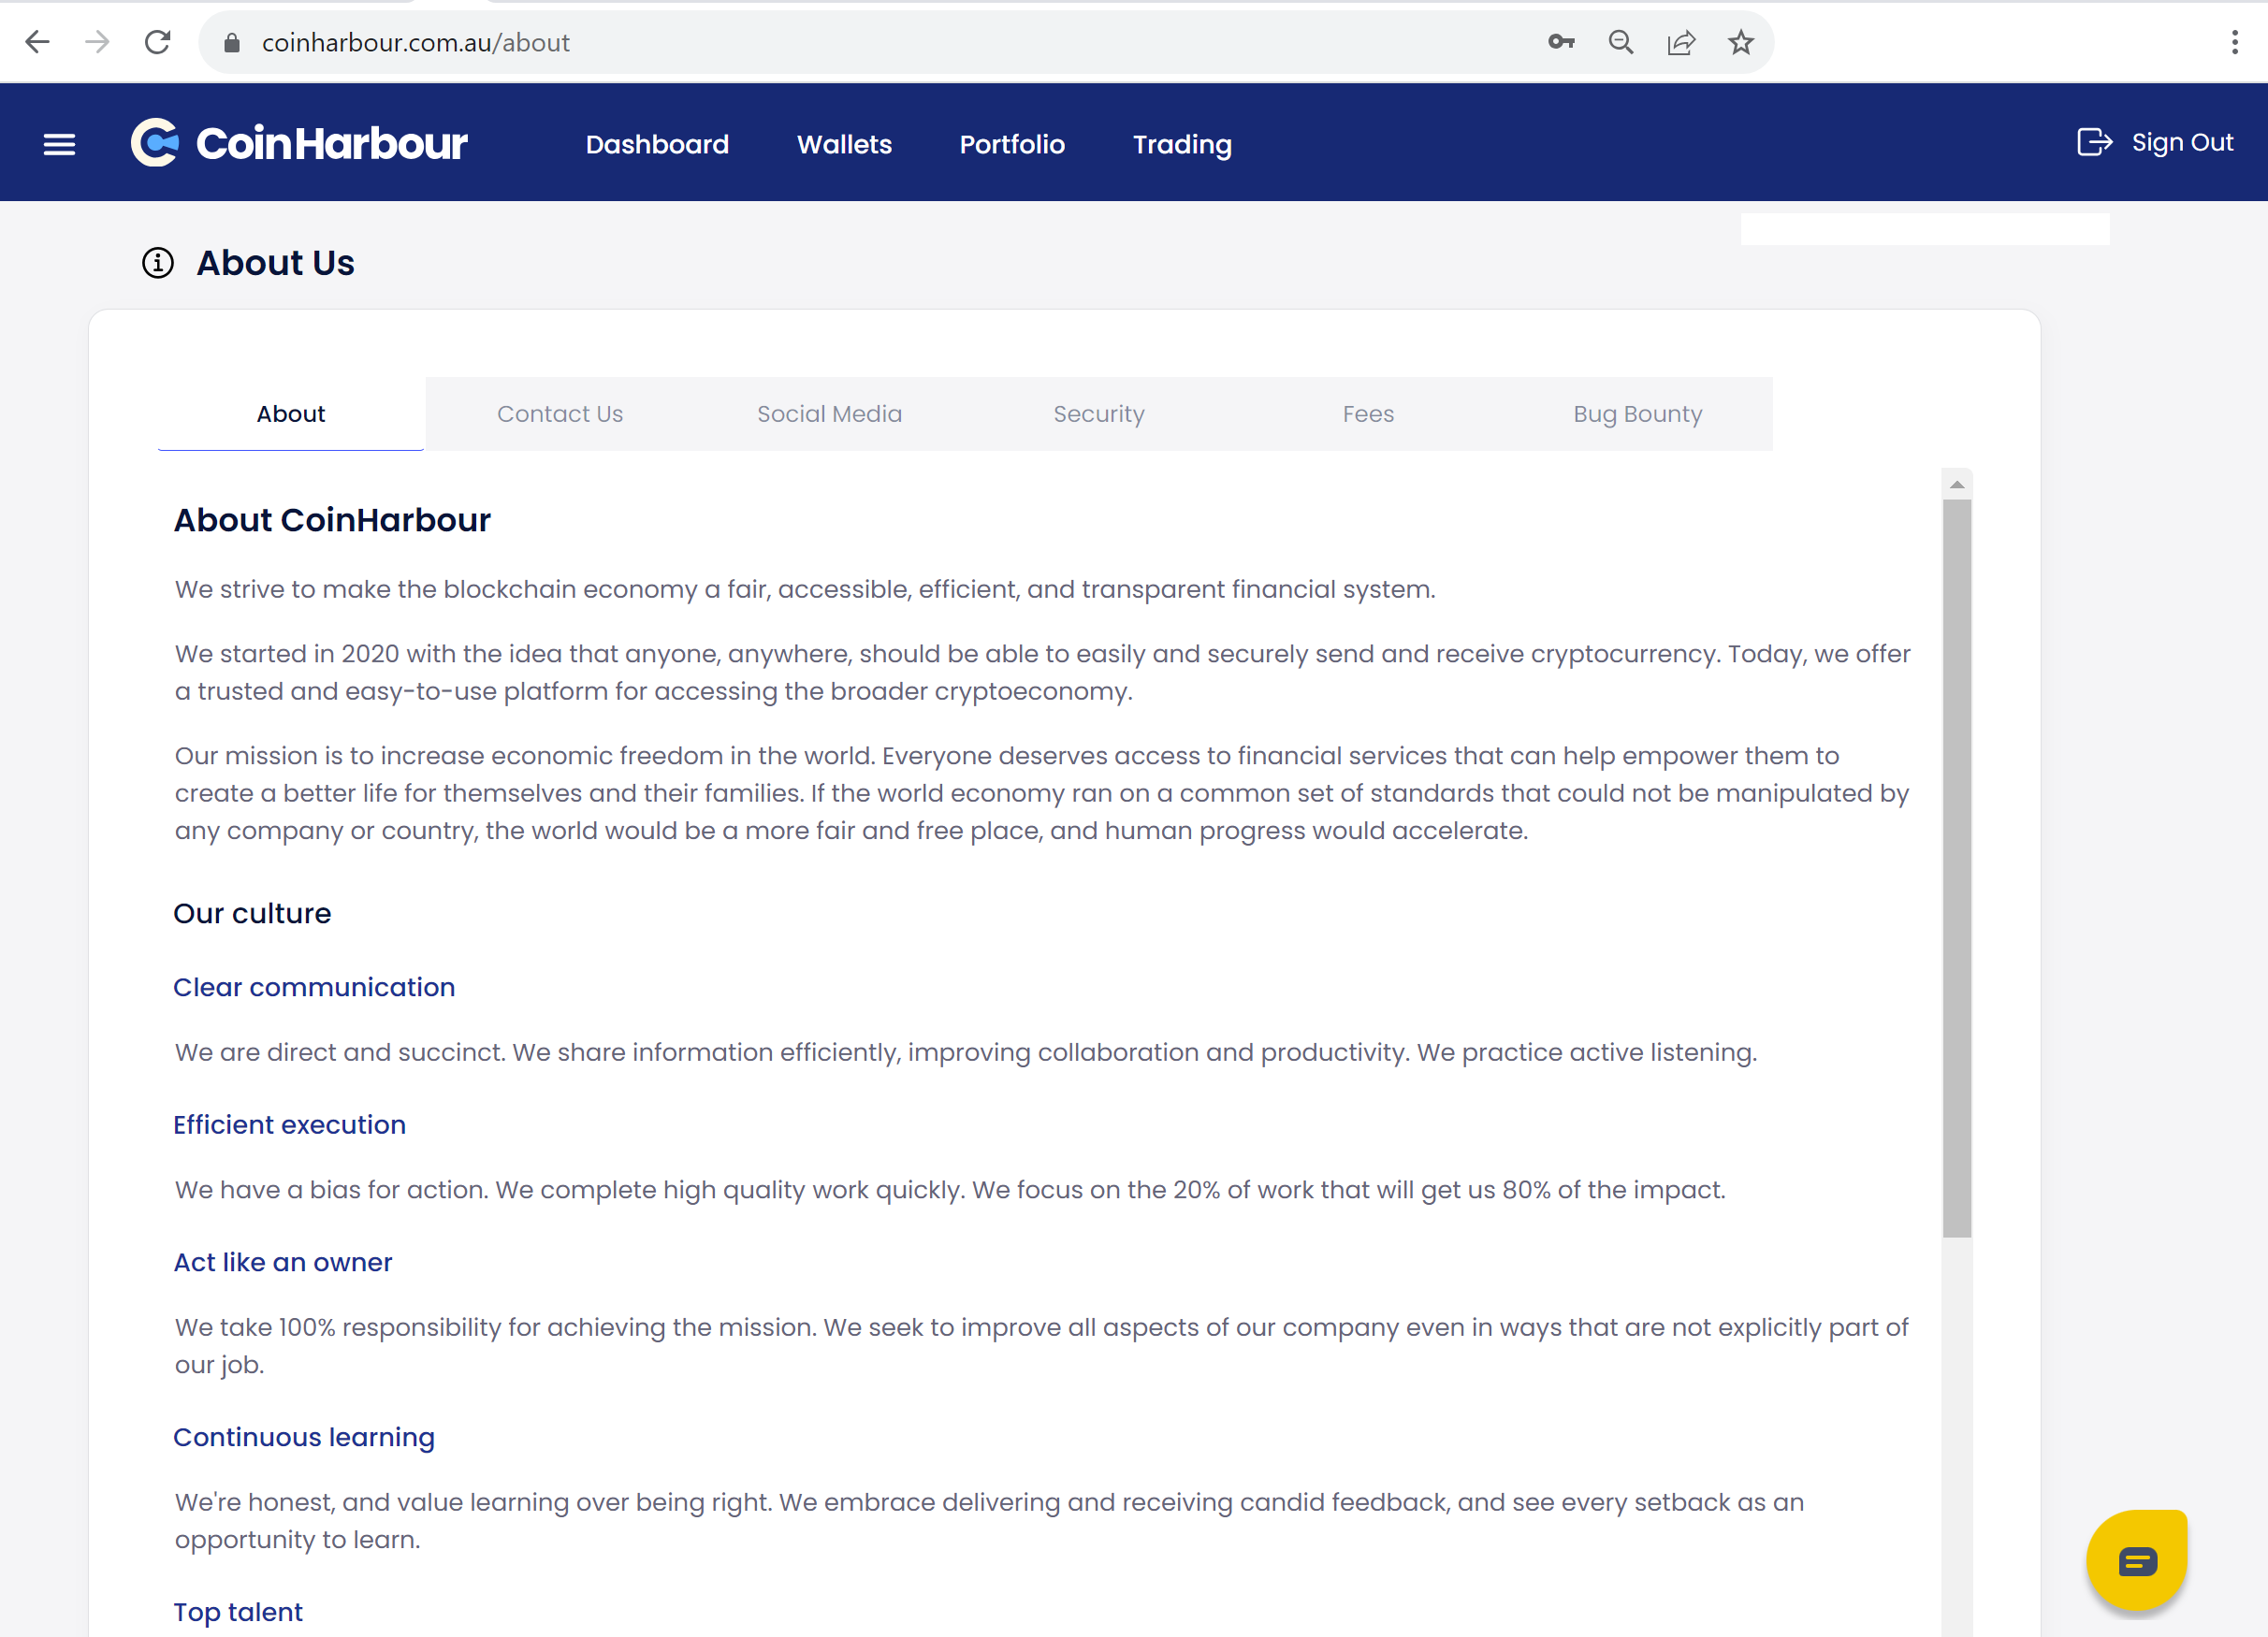 coinharbour.com.au/about
CoinHarbour
Dashboard
Wallets
Portfolio
Trading
Sign Out
About Us
About
Contact Us
Social Media
Security
Fees
Bug Bounty
About CoinHarbour
We strive to make the blockchain economy a fair, accessible, efficient, and transparent financial system.
We started in 2020 with the idea that anyone, anywhere, should be able to easily and securely send and receive cryptocurrency. Today, we offer
a trusted and easy-to-use platform for accessing the broader cryptoeconomy.
Our mission is to increase economic freedom in the world. Everyone deserves access to financial services that can help empower them to
create a better life for themselves and their families. If the world economy ran on a common set of standards that could not be manipulated by
any company or country, the world would be a more fair and free place, and human progress would accelerate.
Our culture
Clear communication
We are direct and succinct. We share information efficiently, improving collaboration and productivity. We practice active listening.
Efficient execution
We have a bias for action. We complete high quality work quickly. We focus on the 20% of work that will get us 80% of the impact.
Act like an owner
We take 100% responsibility for achieving the mission. We seek to improve all aspects of our company even in ways that are not explicitly part of
our job.
Continuous learning
We're honest, and value learning over being right. We embrace delivering and receiving candid feedback, and see every setback as an
opportunity to learn.
Top talent